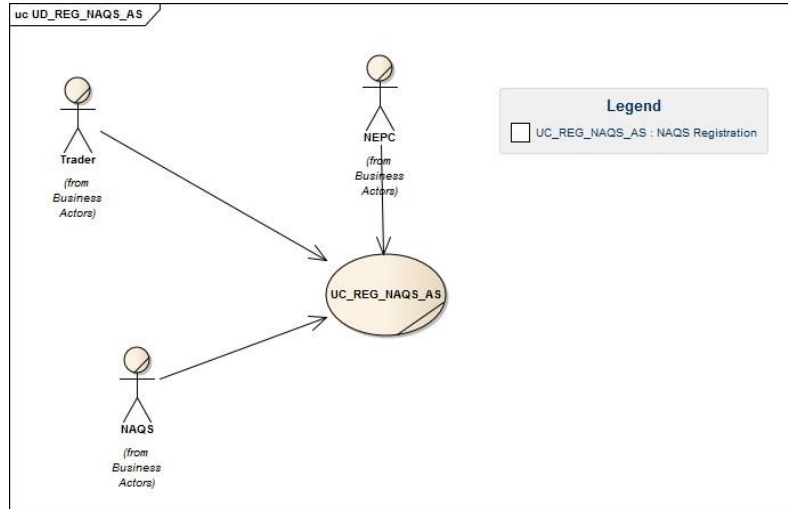 uc UD_REG_NAQS_AS
Trader
(from
Business
Actors)
NEPC
(from
Business
Actors)
Legend
UC_REG_NAQS_AS : NAQS Registration
UC_REG_NAQS_AS
NAQS
(from
Business
Actors)